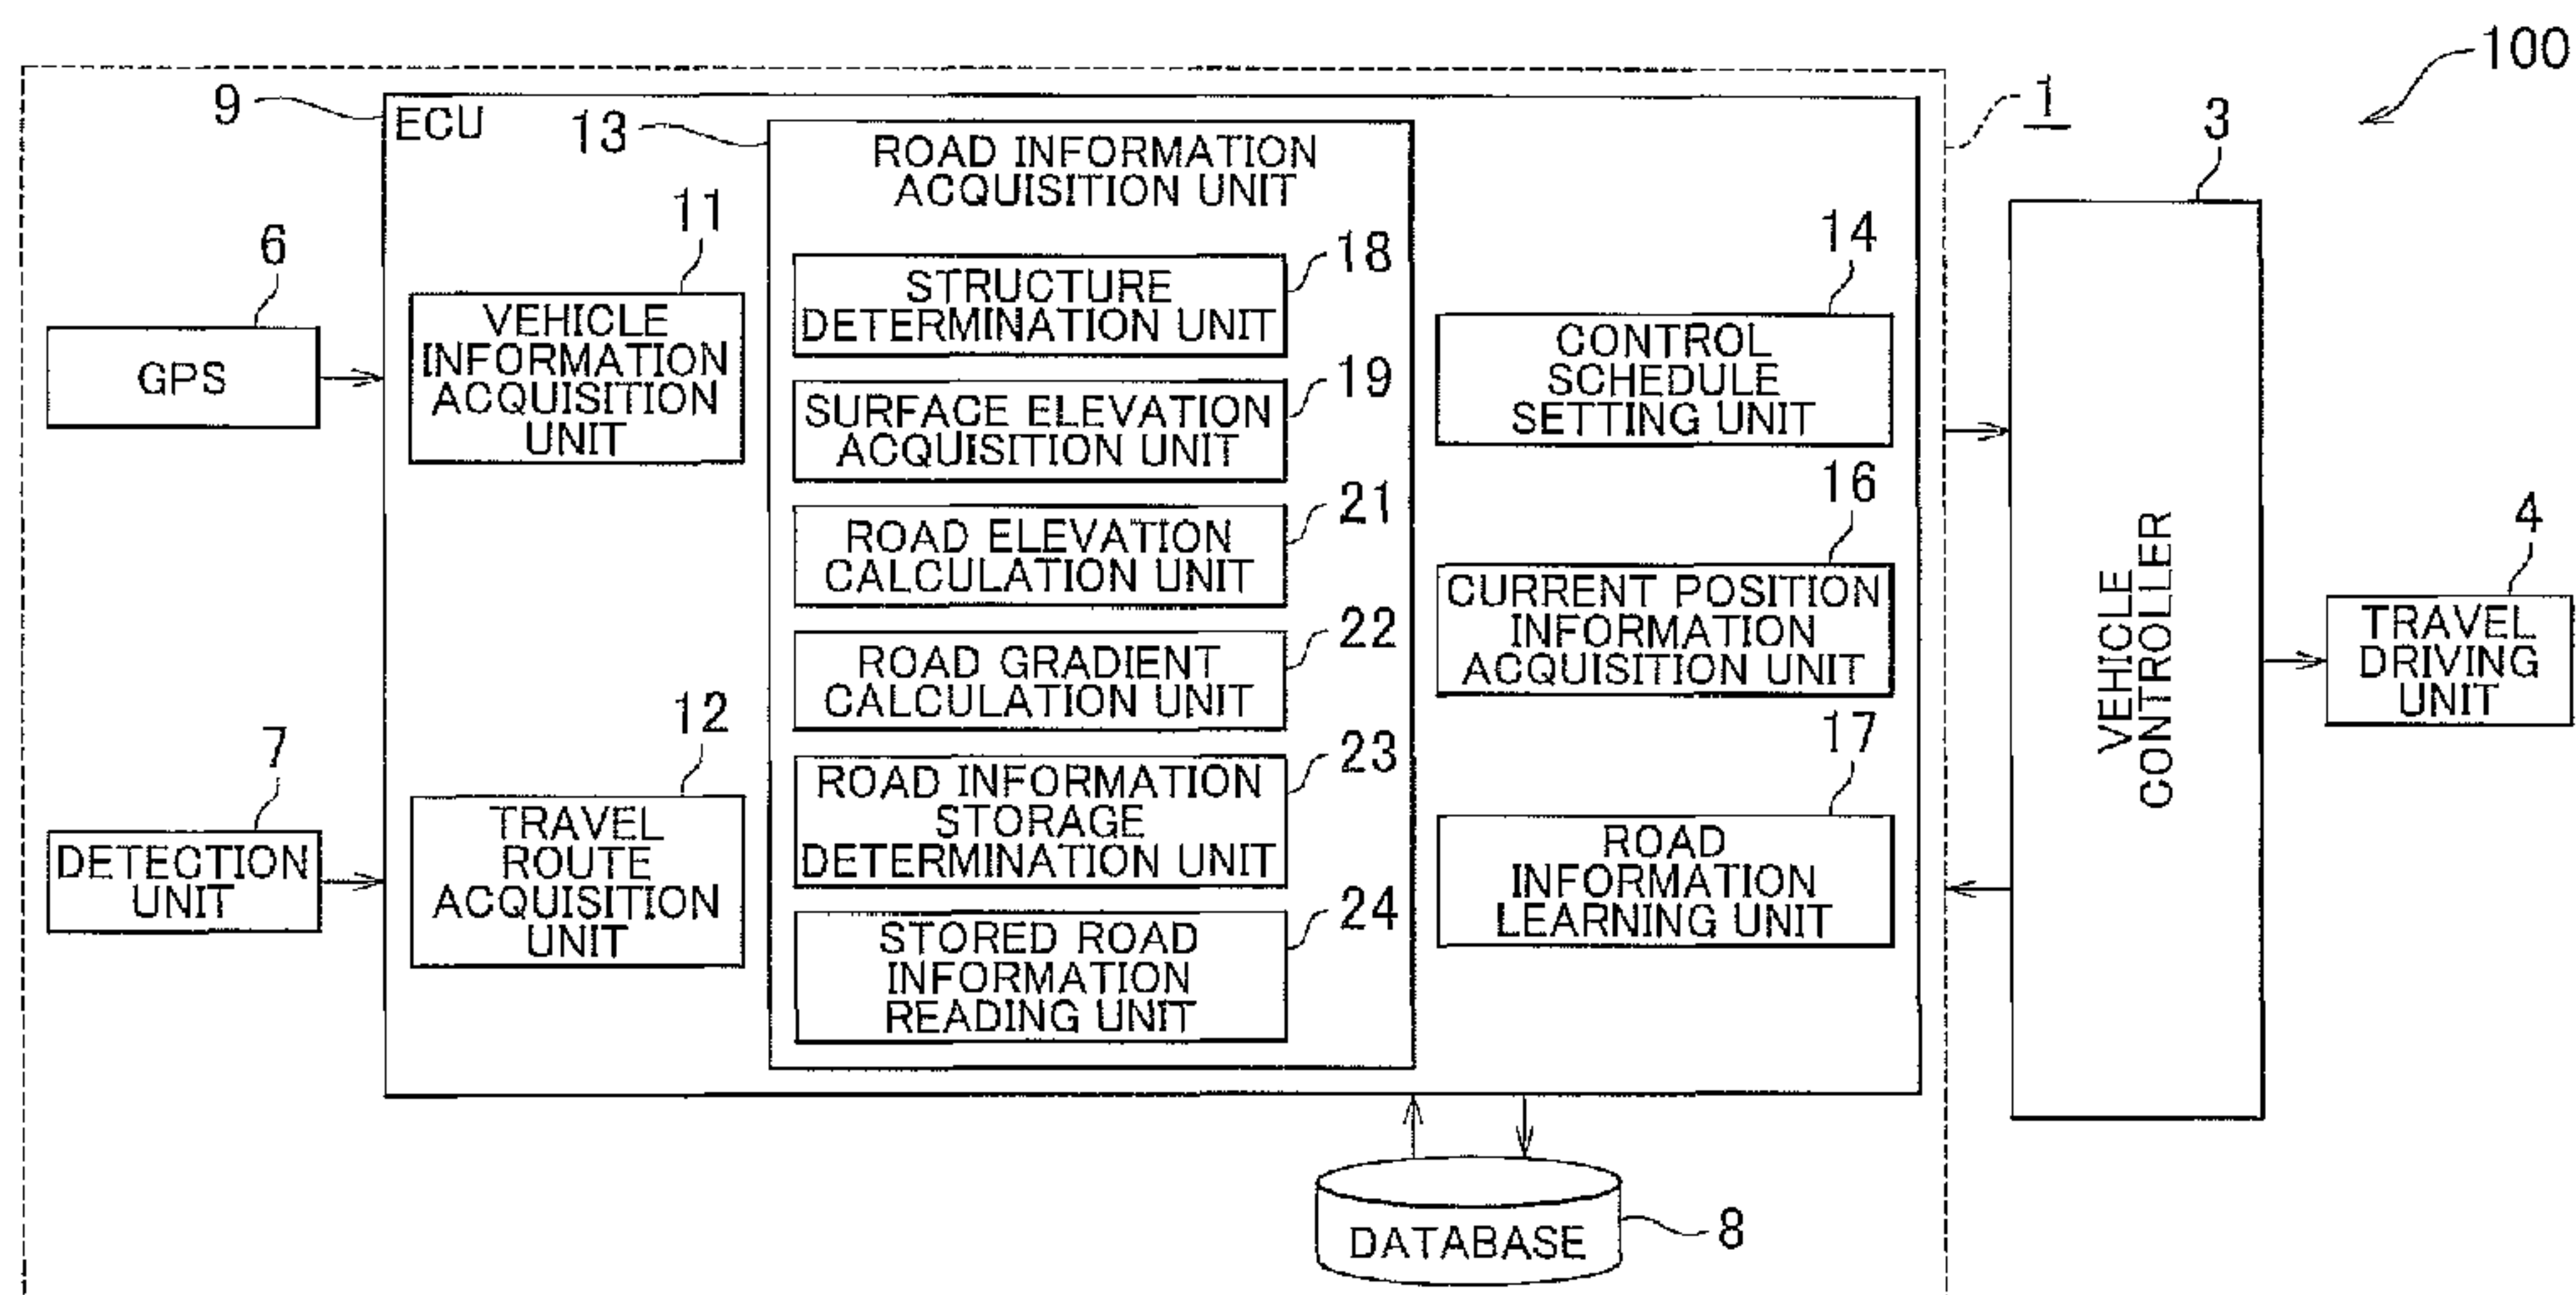 100
1
9
ECU
13
ROAD INFORMATION
ACQUISITION UNIT
3
6
GPS
11
VEHICLE
INFORMATION
ACQUISITION
UNIT
18
STRUCTURE
DETERMINATION UNIT
19
SURFACE ELEVATION
ACQUISITION UNIT
21
ROAD ELEVATION
CALCULATION UNIT
22
ROAD GRADIENT
CALCULATION UNIT
23
ROAD INFORMATION
STORAGE
DETERMINATION UNIT
24
STORED ROAD
INFORMATION
READING UNIT
7
DETECTION
UNIT
12
TRAVEL
ROUTE
ACQUISITION
UNIT
14
CONTROL
SCHEDULE
SETTING UNIT
16
CURRENT POSITION
INFORMATION
ACQUISITION UNIT
17
ROAD
INFORMATION
LEARNING UNIT
VEHICLE
CONTROLLER
4
TRAVEL
DRIVING
UNIT
DATABASE
8